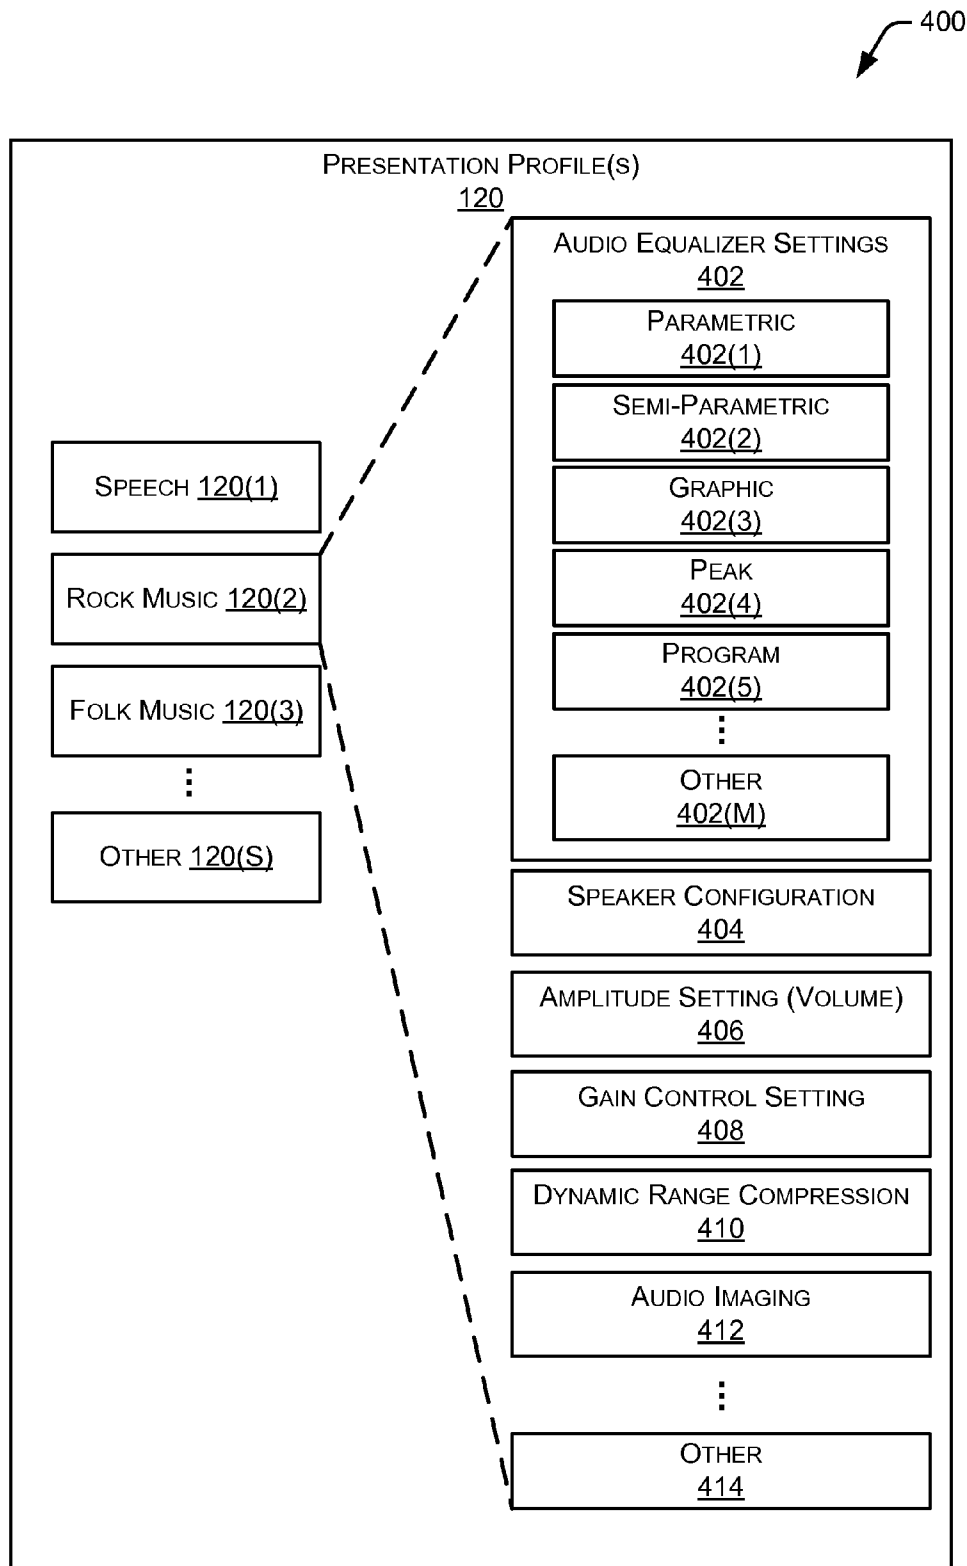 400
PRESENTATION PROFILE(S)
120
SPEECH 120(1)
ROCK MUSIC 120(2)
FOLK MUSIC 120(3)
⋮
OTHER 120(S)
AUDIO EQUALIZER SETTINGS
402
PARAMETRIC
402(1)
SEMI-PARAMETRIC
402(2)
GRAPHIC
402(3)
PEAK
402(4)
PROGRAM
402(5)
⋮
OTHER
402(M)
SPEAKER CONFIGURATION
404
AMPLITUDE SETTING (VOLUME)
406
GAIN CONTROL SETTING
408
DYNAMIC RANGE COMPRESSION
410
AUDIO IMAGING
412
⋮
OTHER
414